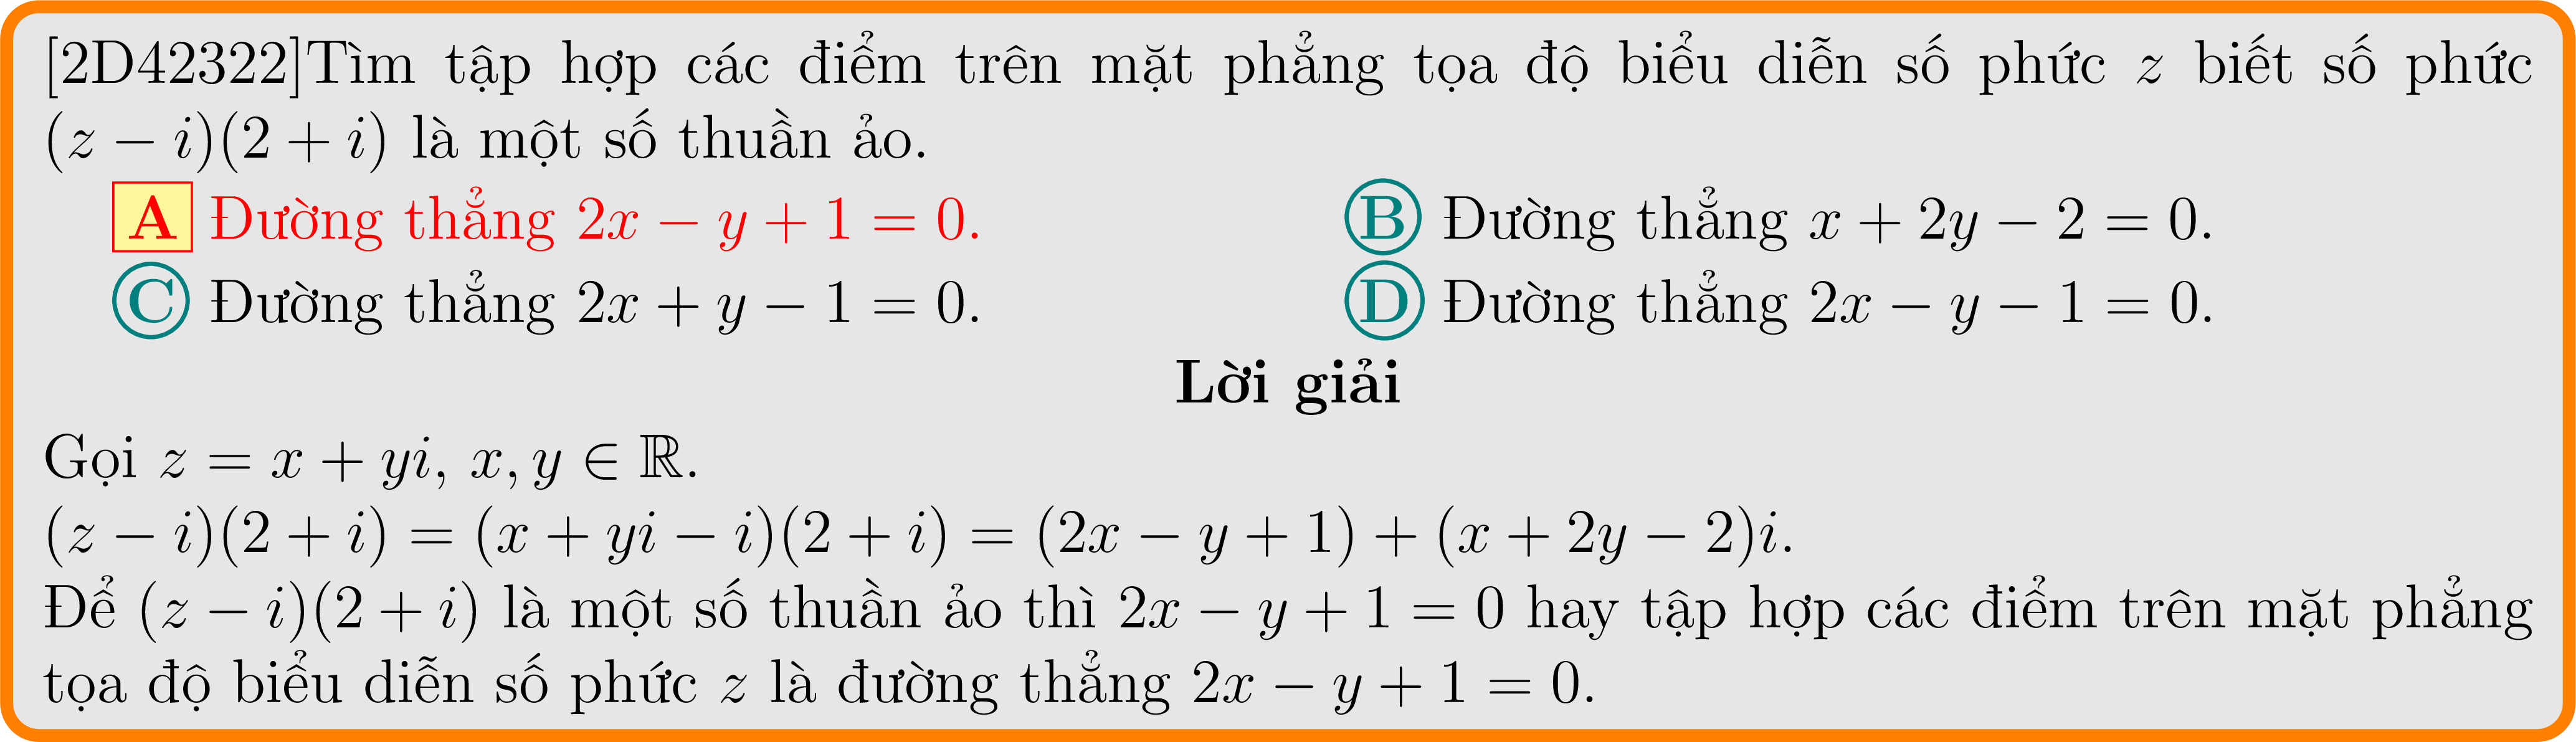 [2D42322]Tìm tập hợp các điểm trên mặt phẳng tọa độ biểu diễn số phức z biết số phức
(z − i)(2 + i) là một số thuần ảo.
A Đường thẳng 2x − y + 1 = 0. B Đường thẳng x + 2y − 2 = 0.
C Đường thẳng 2x + y − 1 = 0. D Đường thẳng 2x − y − 1 = 0.
Lời giải
Gọi z = x + yi, x, y ∈ ℝ.
(z − i)(2 + i) = (x + yi − i)(2 + i) = (2x − y + 1) + (x + 2y − 2)i.
Để (z − i)(2 + i) là một số thuần ảo thì 2x − y + 1 = 0 hay tập hợp các điểm trên mặt phẳng
tọa độ biểu diễn số phức z là đường thẳng 2x − y + 1 = 0.